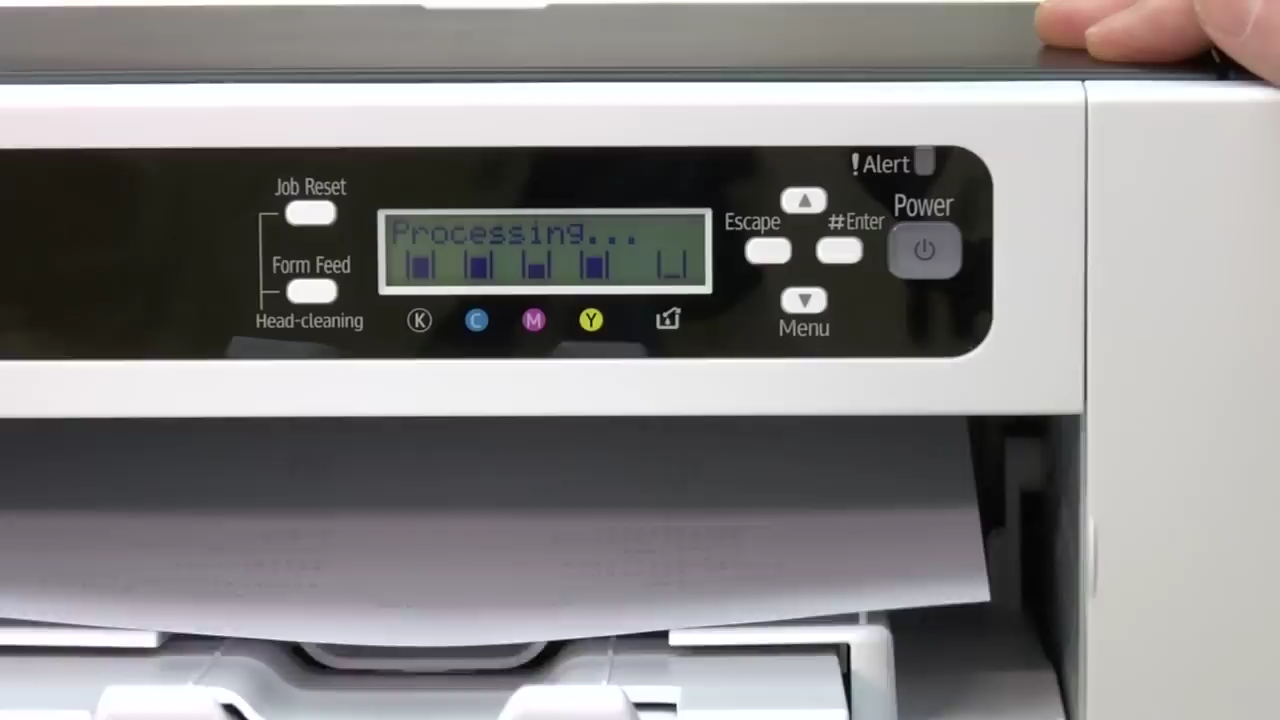 !Alert
Job Reset
Processing...
Escape
#Enter
Power
Form Feed
Head-cleaning
K
C
M
Y
Menu